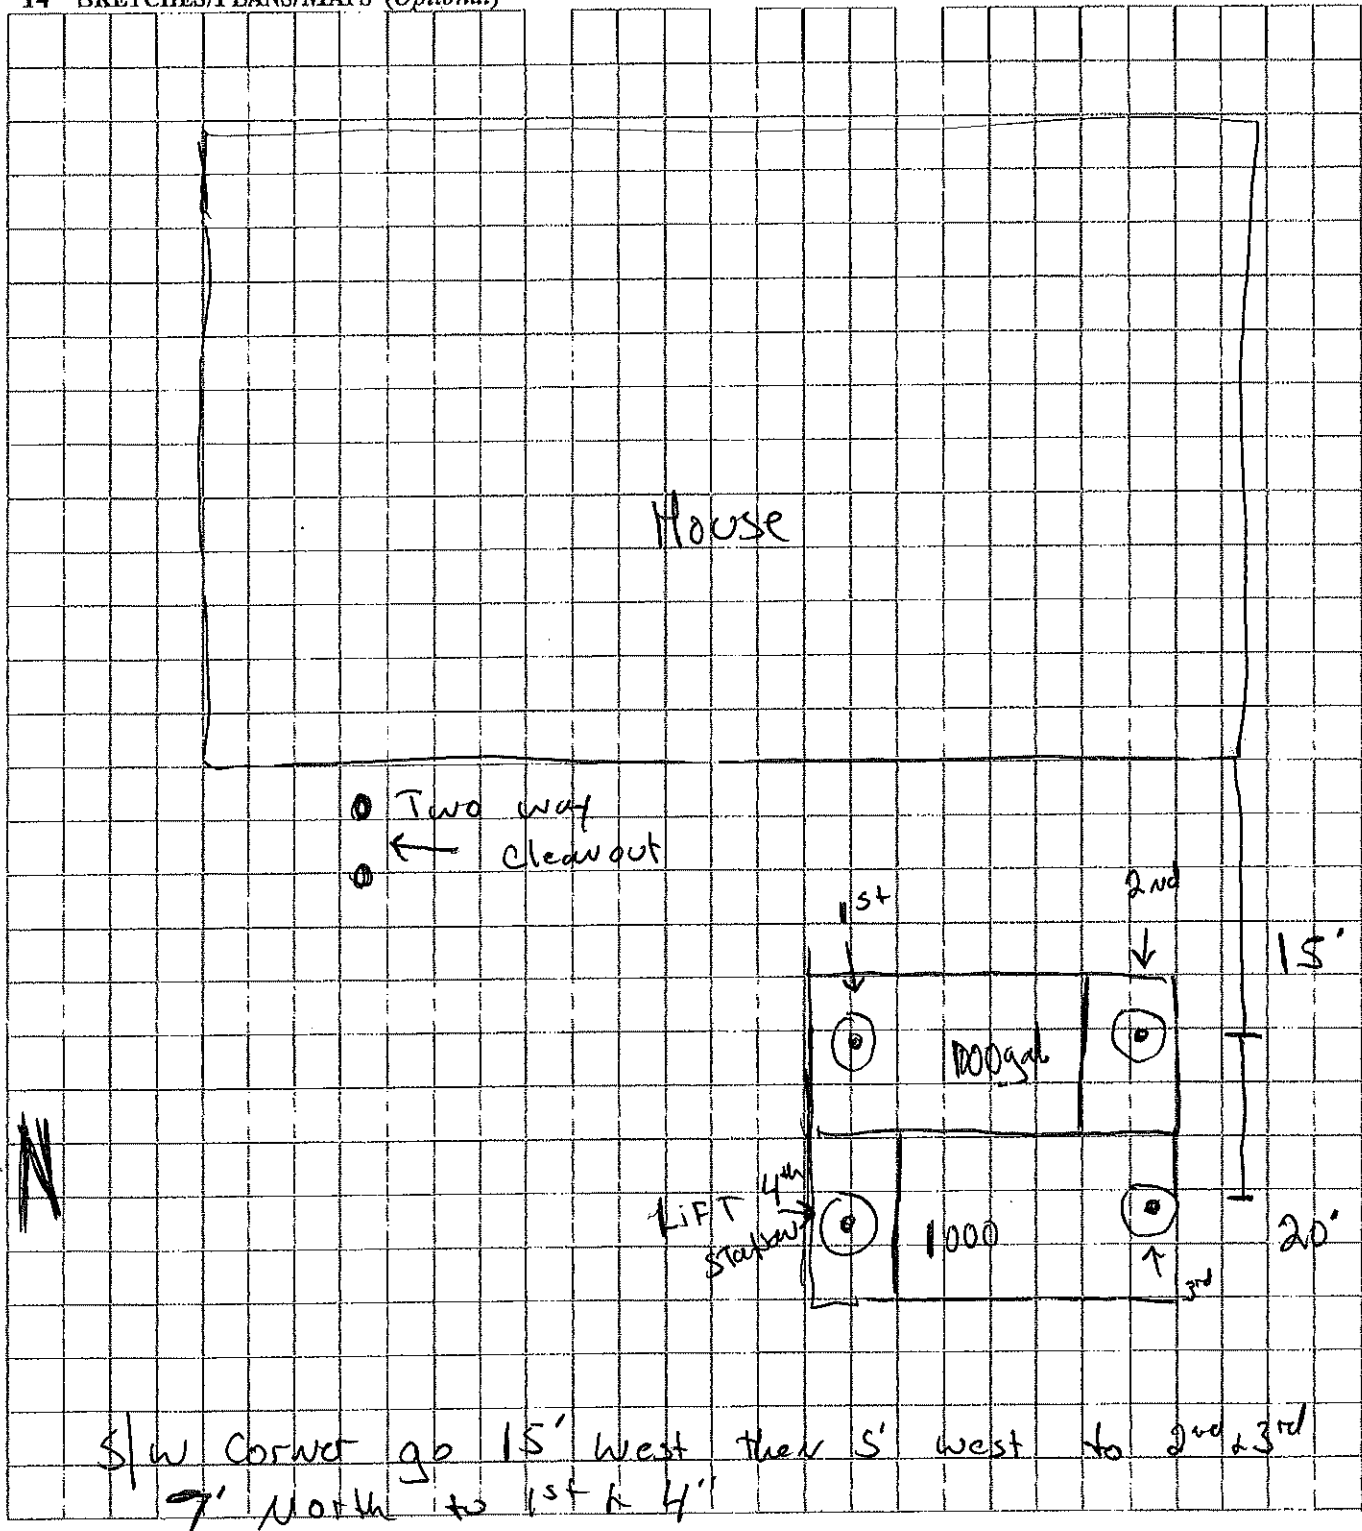 14 SKETCHES/PLANS/MAPS (Optional)
House
Two way
← Cleanout
1st
2nd
15'
1000gal
N
4th
LiFT
Station
1000
20'
3rd
S/W Corner go 15' west then 5' west to 2nd & 3rd
7' North to 1st & 4"